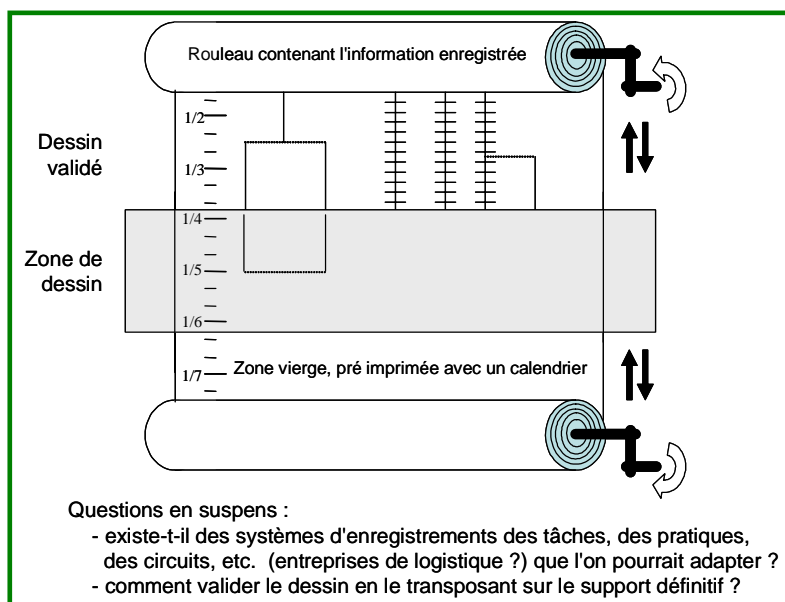 Rouleau contenant l'information enregistrée
1/2
Dessin
validé
1/3
1/4
Zone de
dessin
1/5
1/6
Zone vierge, pré imprimée avec un calendrier
1/7
Questions en suspens :
- existe-t-il des systèmes d'enregistrements des tâches, des pratiques,
des circuits, etc. (entreprises de logistique ?) que l'on pourrait adapter ?
- comment valider le dessin en le transposant sur le support définitif ?